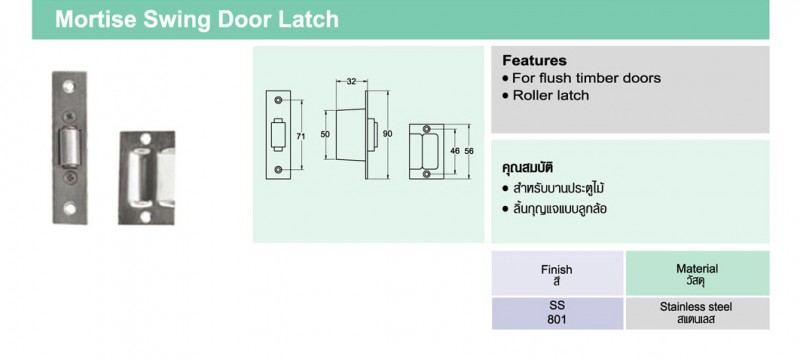 Mortise Swing Door Latch
Features
• For flush timber doors
• Roller latch
32
71
50
90
46
56
คุณสมบัติ
• สำหรับบานประตูไม้
• ลิ้นกุญแจแบบลูกล้อ
Finish
สี
Material
วัสดุ
SS
801
Stainless steel
สแตนเลส